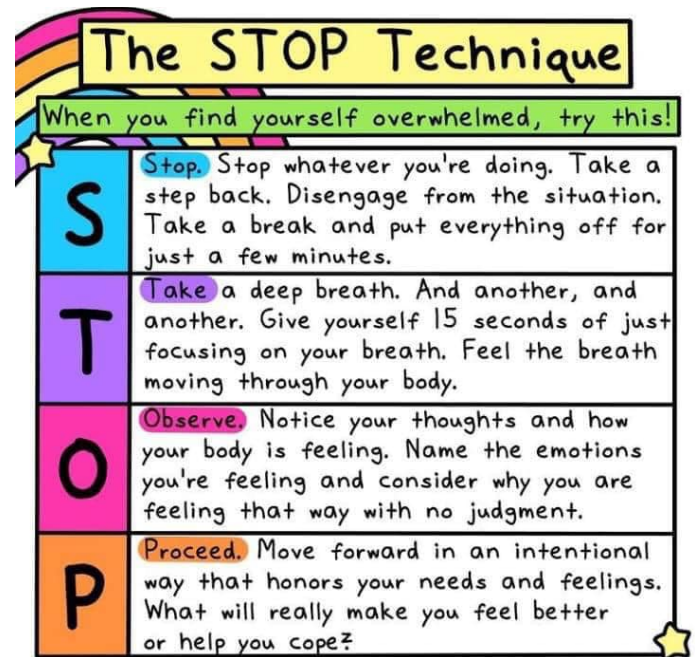 The STOP Technique
When you find yourself overwhelmed, try this!
S
Stop. Stop whatever you're doing. Take a
step back. Disengage from the situation.
Take a break and put everything off for
just a few minutes.
T
Take a deep breath. And another, and
another. Give yourself 15 seconds of just
focusing on your breath. Feel the breath
moving through your body.
O
Observe. Notice your thoughts and how
your body is feeling. Name the emotions
you're feeling and consider why you are
feeling that way with no judgment.
P
Proceed. Move forward in an intentional
way that honors your needs and feelings.
What will really make you feel better
or help you cope?